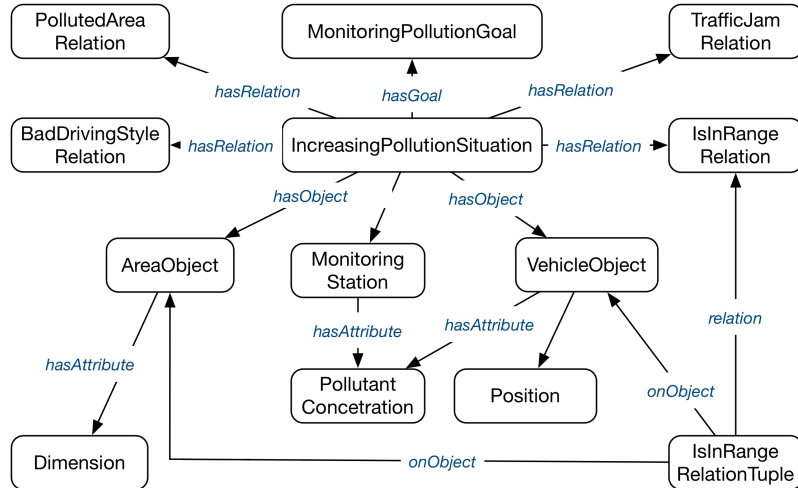 PollutedArea
Relation
MonitoringPollutionGoal
TrafficJam
Relation
hasRelation
hasGoal
hasRelation
BadDrivingStyle
Relation
hasRelation
IncreasingPollutionSituation
hasRelation
IsInRange
Relation
hasObject
hasObject
AreaObject
Monitoring
Station
VehicleObject
hasAttribute
hasAttribute
relation
hasAttribute
Pollutant
Concetration
Position
onObject
Dimension
onObject
IsInRange
RelationTuple